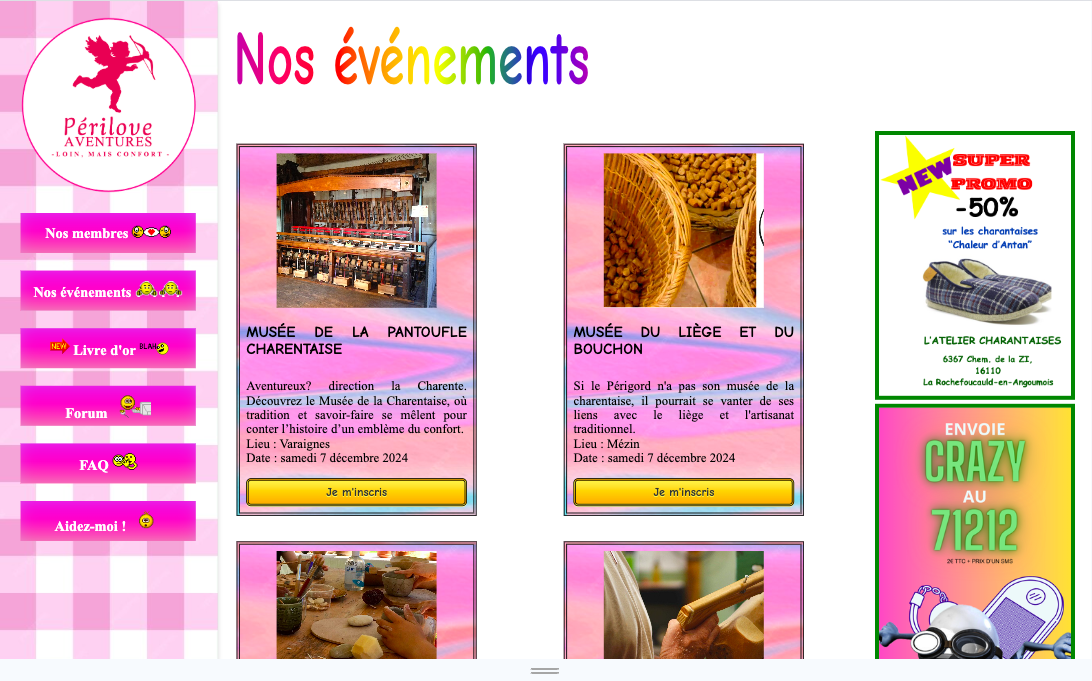 Périlove
AVENTURES
- LOIN, MAIS CONFORT -
Nos membres
Nos événements
NEW Livre d'or BLAH
Forum
FAQ
Aidez-moi !
Nos événements
MUSÉE DE LA PANTOUFLE
CHARENTAISE
Aventureux? direction la Charente.
Découvrez le Musée de la Charentaise, où
tradition et savoir-faire se mêlent pour
conter l'histoire d'un emblème du confort.
Lieu : Varaignes
Date : samedi 7 décembre 2024
Je m'inscris
MUSÉE DU LIÈGE ET DU
BOUCHON
Si le Périgord n'a pas son musée de la
charentaise, il pourrait se vanter de ses
liens avec le liège et l'artisanat
traditionnel.
Lieu : Mézin
Date : samedi 7 décembre 2024
Je m'inscris
NEW
SUPER
PROMO
-50%
sur les charantaises
"Chaleur d'Antan"
L'ATELIER CHARANTAISES
6367 Chem. de la ZI,
16110
La Rochefoucauld-en-Angoumois
ENVOIE
CRAZY
AU
71212
2€ TTC + PRIX D'UN SMS